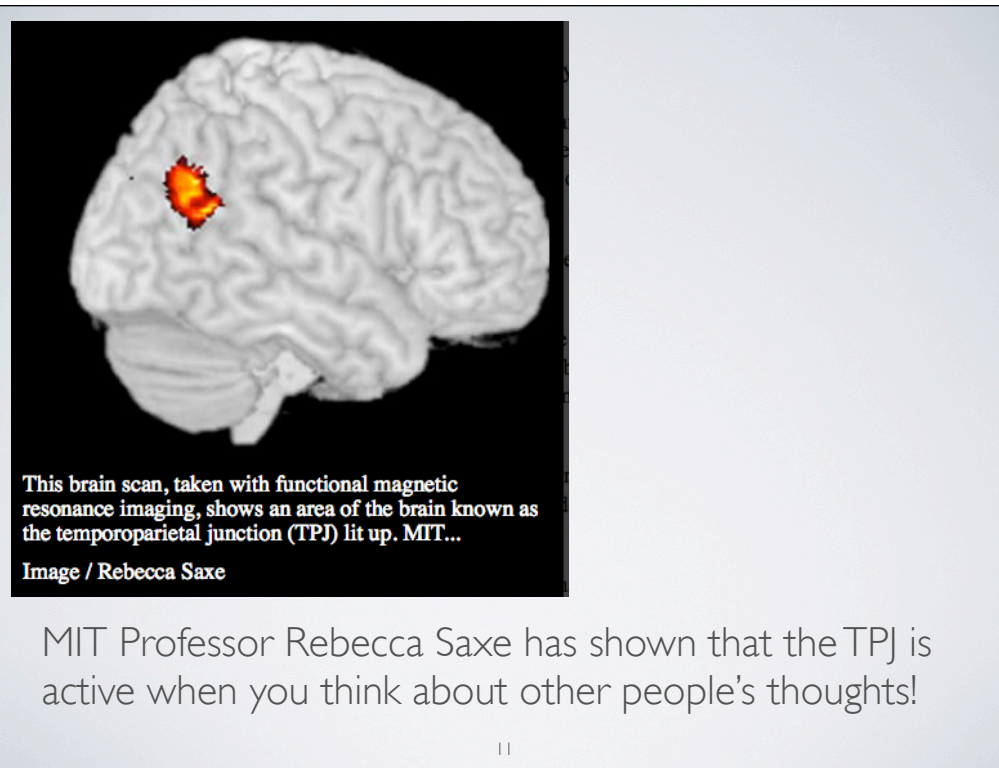 This brain scan, taken with functional magnetic
resonance imaging, shows an area of the brain known as
the temporoparietal junction (TPJ) lit up. MIT...
Image / Rebecca Saxe
MIT Professor Rebecca Saxe has shown that the TPJ is
active when you think about other people's thoughts!
11